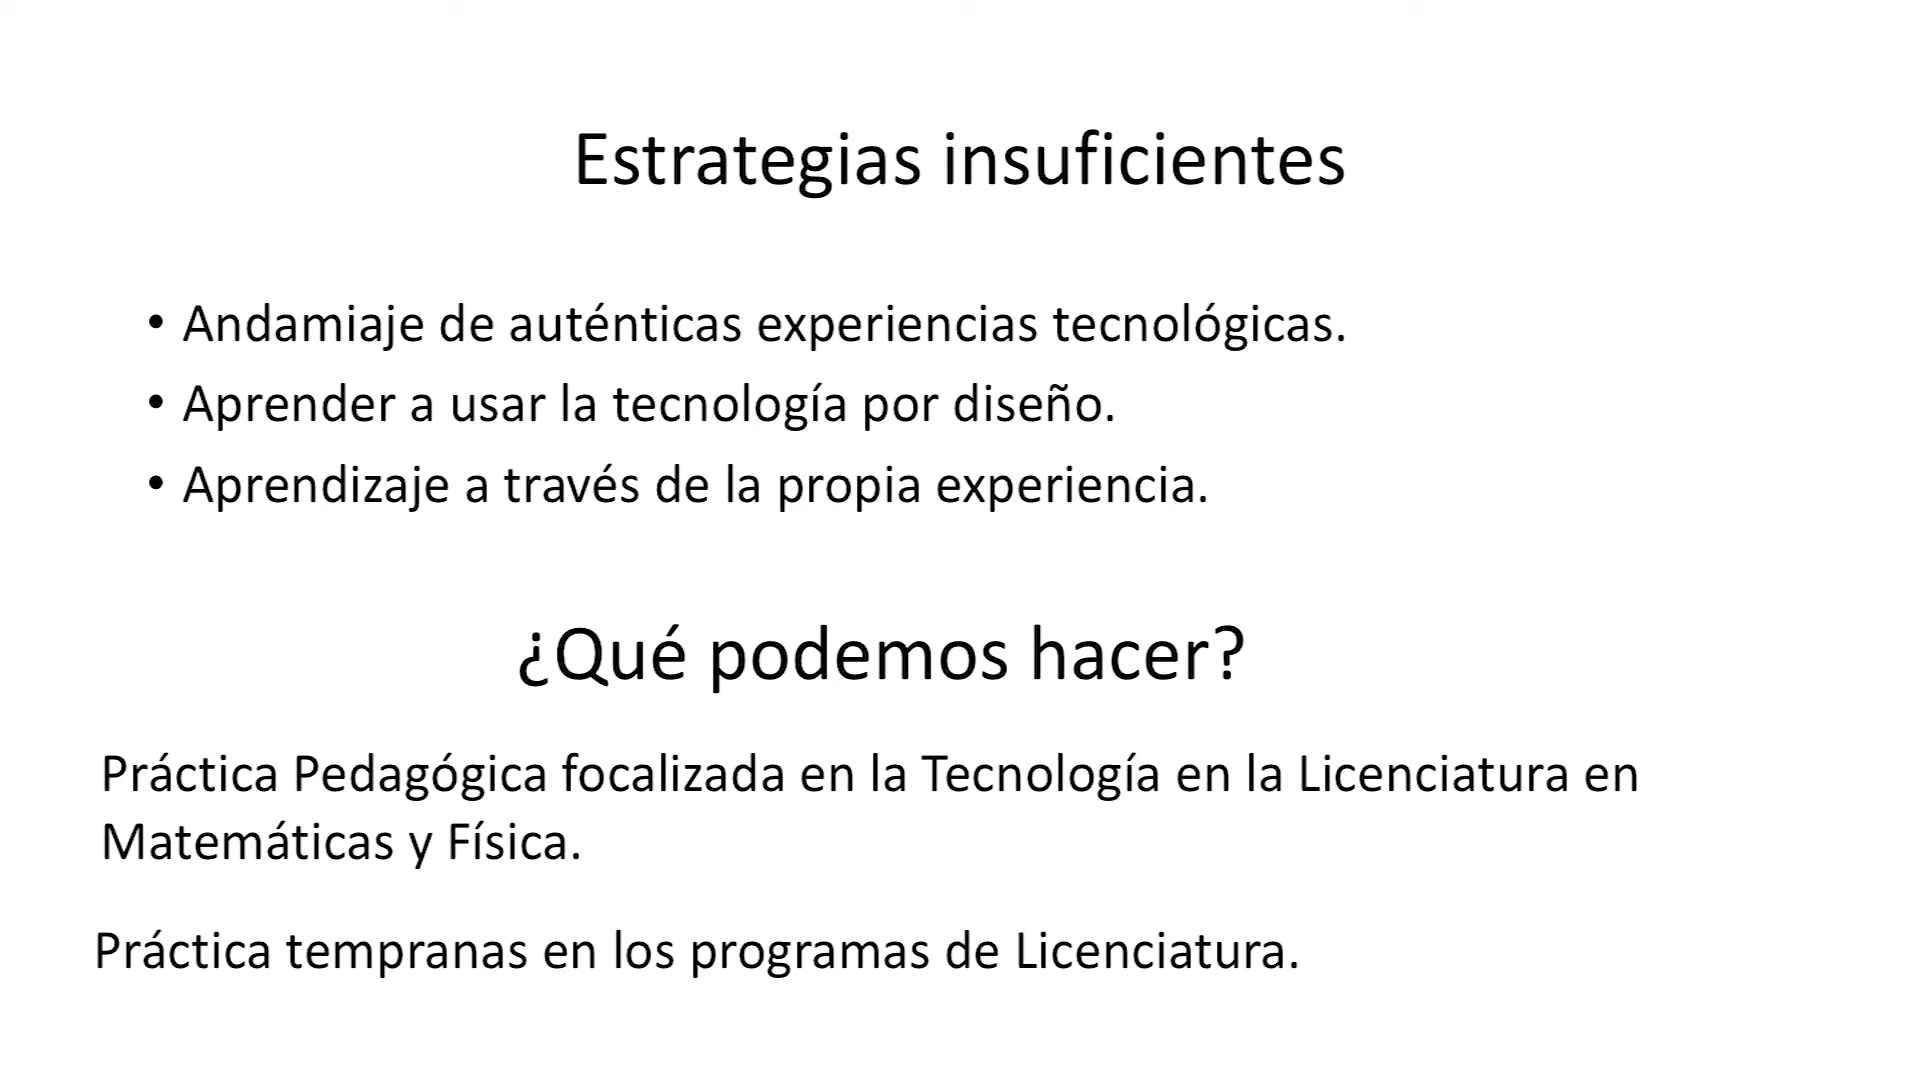 Estrategias insuficientes
• Andamiaje de auténticas experiencias tecnológicas.
• Aprender a usar la tecnología por diseño.
• Aprendizaje a través de la propia experiencia.
¿Qué podemos hacer?
Práctica Pedagógica focalizada en la Tecnología en la Licenciatura en
Matemáticas y Física.
Práctica tempranas en los programas de Licenciatura.